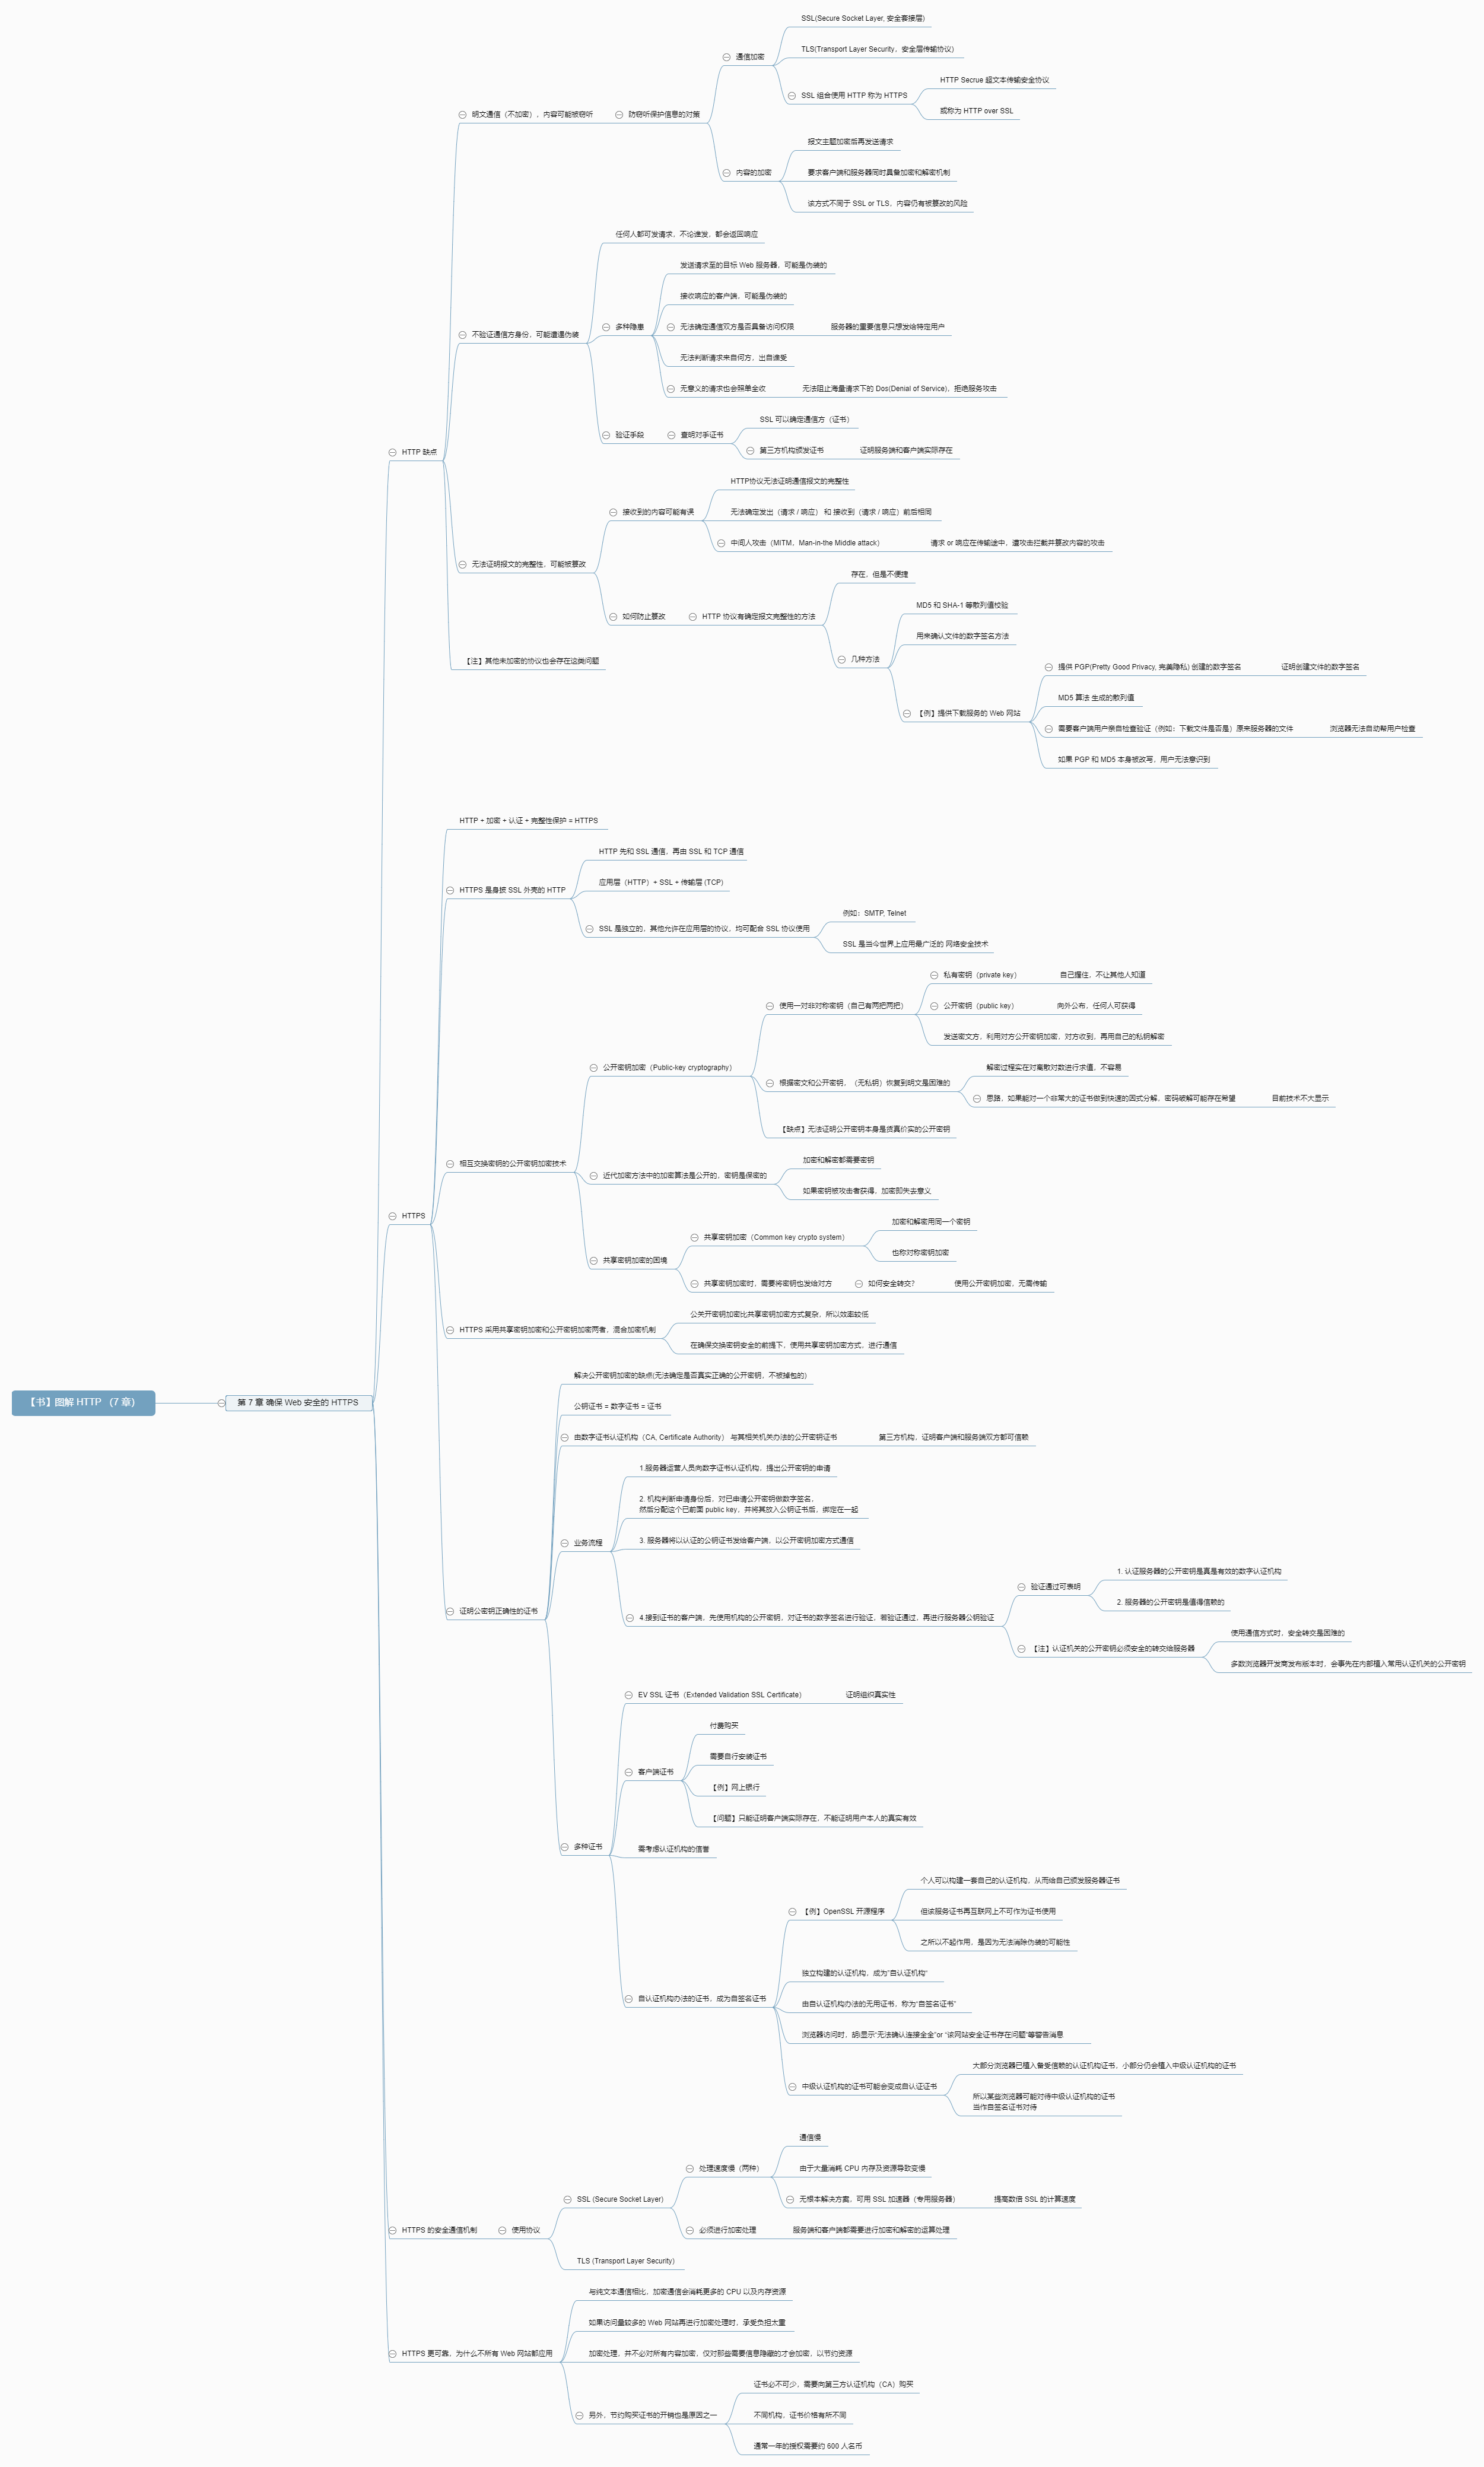 【书】图解 HTTP （7 章）
第 7 章 确保 Web 安全的 HTTPS
HTTP 缺点
明文通信（不加密），内容可能被窃听
防窃听保护信息的对策
通信加密
SSL(Secure Socket Layer, 安全套接层)
TLS(Transport Layer Security，安全层传输协议)
SSL 组合使用 HTTP 称为 HTTPS
HTTP Secrue 超文本传输安全协议
或称为 HTTP over SSL
内容的加密
报文主题加密后再发送请求
要求客户端和服务器同时具备加密和解密机制
该方式不同于 SSL or TLS，内容仍有被篡改的风险
不验证通信方身份，可能遭遇伪装
任何人都可发请求，不论谁发，都会返回响应
多种隐患
发送请求至的目标 Web 服务器，可能是伪装的
接收响应的客户端，可能是伪装的
无法确定通信双方是否具备访问权限
服务器的重要信息只想发给特定用户
无法判断请求来自何方，出自谁受
无意义的请求也会照单全收
无法阻止海量请求下的 Dos(Denial of Service)，拒绝服务攻击
验证手段
查明对手证书
SSL 可以确定通信方（证书）
第三方机构颁发证书
证明服务端和客户端实际存在
无法证明报文的完整性，可能被篡改
接收到的内容可能有误
HTTP协议无法证明通信报文的完整性
无法确定发出（请求 / 响应） 和 接收到（请求 / 响应）前后相同
中间人攻击（MITM，Man-in-the Middle attack）
请求 or 响应在传输途中，遭攻击拦截并篡改内容的攻击
如何防止篡改
HTTP 协议有确定报文完整性的方法
存在，但是不便捷
几种方法
MD5 和 SHA-1 等散列值校验
用来确认文件的数字签名方法
【例】提供下载服务的 Web 网站
提供 PGP(Pretty Good Privacy, 完美隐私) 创建的数字签名
证明创建文件的数字签名
MD5 算法 生成的散列值
需要客户端用户亲自检查验证（例如：下载文件是否是）原来服务器的文件
浏览器无法自动帮用户检查
如果 PGP 和 MD5 本身被改写，用户无法意识到
【注】其他未加密的协议也会存在这类问题
HTTPS
HTTP + 加密 + 认证 + 完整性保护 = HTTPS
HTTPS 是身披 SSL 外壳的 HTTP
HTTP 先和 SSL 通信，再由 SSL 和 TCP 通信
应用层（HTTP）+ SSL + 传输层 (TCP)
SSL 是独立的，其他允许在应用层的协议，均可配合 SSL 协议使用
例如：SMTP, Telnet
SSL 是当今世界上应用最广泛的 网络安全技术
相互交换密钥的公开密钥加密技术
公开密钥加密（Public-key cryptography）
使用一对非对称密钥（自己有两把两把）
私有密钥（private key）
自己握住，不让其他人知道
公开密钥（public key）
向外公布，任何人可获得
发送密文方，利用对方公开密钥加密，对方收到，再用自己的私钥解密
根据密文和公开密钥，（无私钥）恢复到明文是困难的
解密过程实在对离散对数进行求值，不容易
思路，如果能对一个非常大的证书做到快速的因式分解，密码破解可能存在希望
目前技术不大显示
【缺点】无法证明公开密钥本身是货真价实的公开密钥
近代加密方法中的加密算法是公开的，密钥是保密的
加密和解密都需要密钥
如果密钥被攻击者获得，加密即失去意义
共享密钥加密的困境
共享密钥加密（Common key crypto system）
加密和解密用同一个密钥
也称对称密钥加密
共享密钥加密时，需要将密钥也发给对方
如何安全转交？
使用公开密钥加密，无需传输
HTTPS 采用共享密钥加密和公开密钥加密两者，混合加密机制
公关开密钥加密比共享密钥加密方式复杂，所以效率较低
在确保交换密钥安全的前提下，使用共享密钥加密方式，进行通信
证明公密钥正确性的证书
解决公开密钥加密的缺点(无法确定是否真实正确的公开密钥，不被掉包的)
公钥证书 = 数字证书 = 证书
由数字证书认证机构（CA, Certificate Authority） 与其相关机关办法的公开密钥证书
第三方机构，证明客户端和服务端双方都可信赖
业务流程
1.服务器运营人员向数字证书认证机构，提出公开密钥的申请
2. 机构判断申请身份后，对已申请公开密钥做数字签名，
然后分配这个已前面 public key，并将其放入公钥证书后，绑定在一起
3. 服务器将以认证的公钥证书发给客户端，以公开密钥加密方式通信
4.接到证书的客户端，先使用机构的公开密钥，对证书的数字签名进行验证，若验证通过，再进行服务器公钥验证
验证通过可表明
1. 认证服务器的公开密钥是真是有效的数字认证机构
2. 服务器的公开密钥是值得信赖的
【注】认证机关的公开密钥必须安全的转交给服务器
使用通信方式时，安全转交是困难的
多数浏览器开发商发布版本时，会事先在内部植入常用认证机关的公开密钥
多种证书
EV SSL 证书（Extended Validation SSL Certificate）
证明组织真实性
客户端证书
付费购买
需要自行安装证书
【例】网上银行
【问题】只能证明客户端实际存在，不能证明用户本人的真实有效
需考虑认证机构的信誉
自认证机构办法的证书，成为自签名证书
【例】OpenSSL 开源程序
个人可以构建一套自己的认证机构，从而给自己颁发服务器证书
但该服务证书再互联网上不可作为证书使用
之所以不起作用，是因为无法消除伪装的可能性
独立构建的认证机构，成为“自认证机构”
由自认证机构办法的无用证书，称为“自签名证书”
浏览器访问时，胡i显示“无法确认连接全全”or “该网站安全证书存在问题”等警告消息
中级认证机构的证书可能会变成自认证证书
大部分浏览器已植入备受信赖的认证机构证书，小部分仍会植入中级认证机构的证书
所以某些浏览器可能对待中级认证机构的证书
当作自签名证书对待
HTTPS 的安全通信机制
使用协议
SSL (Secure Socket Layer)
处理速度慢（两种）
通信慢
由于大量消耗 CPU 内存及资源导致变慢
无根本解决方案，可用 SSL 加速器（专用服务器）
提高数倍 SSL 的计算速度
必须进行加密处理
服务端和客户端都需要进行加密和解密的运算处理
TLS (Transport Layer Security)
HTTPS 更可靠，为什么不所有 Web 网站都应用
与纯文本通信相比，加密通信会消耗更多的 CPU 以及内存资源
如果访问量较多的 Web 网站再进行加密处理时，承受负担太重
加密处理，并不必对所有内容加密，仅对那些需要信息隐藏的才会加密，以节约资源
另外，节约购买证书的开销也是原因之一
证书必不可少，需要向第三方认证机构（CA）购买
不同机构，证书价格有所不同
通常一年的授权需要约 600 人名币